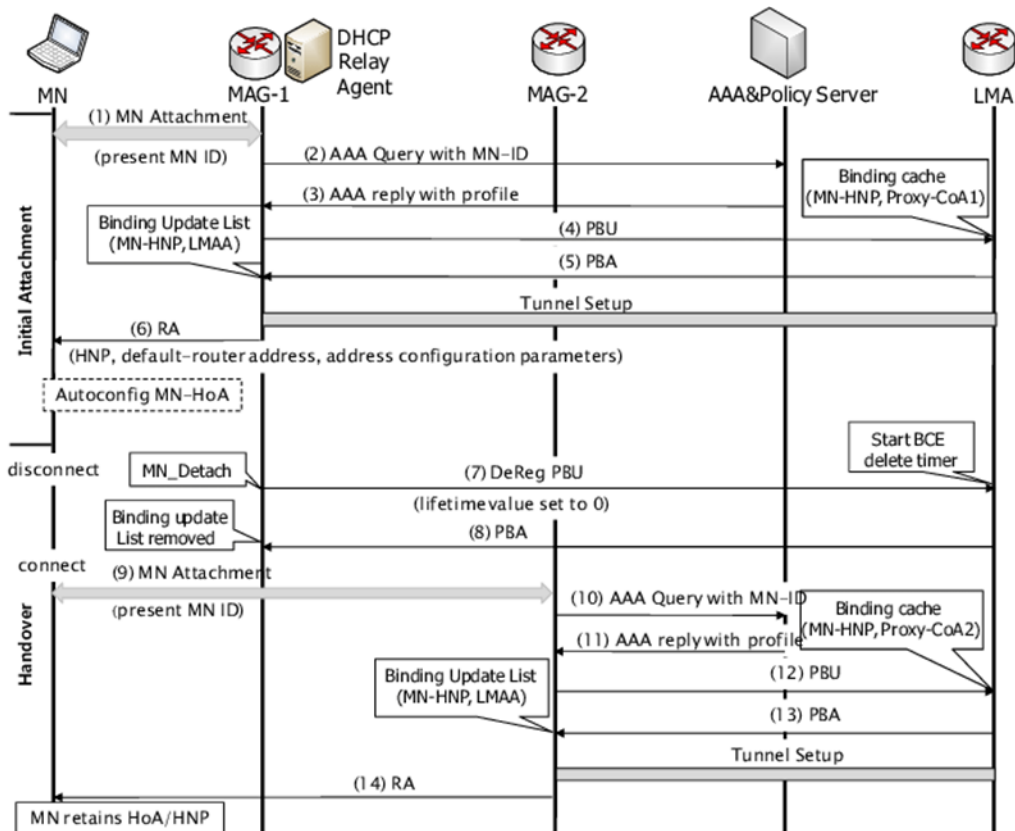 DHCP
Relay
Agent
MN
MAG-1
MAG-2
AAA&Policy Server
LMA
(1) MN Attachment
(present MN ID)
(2) AAA Query with MN-ID
(3) AAA reply with profile
Binding cache
(MN-HNP, Proxy-CoA1)
Binding Update List
(MN-HNP, LMAA)
(4) PBU
(5) PBA
Tunnel Setup
Initial Attachment
(6) RA
(HNP, default-router address, address configuration parameters)
Autoconfig MN-HoA
disconnect
MN_Detach
(7) DeReg PBU
(lifetime value set to 0)
Start BCE
delete timer
Binding update
List removed
(8) PBA
connect
(9) MN Attachment
(present MN ID)
(10) AAA Query with MN-ID
(11) AAA reply with profile
Binding cache
(MN-HNP, Proxy-CoA2)
Handover
Binding Update List
(MN-HNP, LMAA)
(12) PBU
(13) PBA
Tunnel Setup
(14) RA
MN retains HoA/HNP